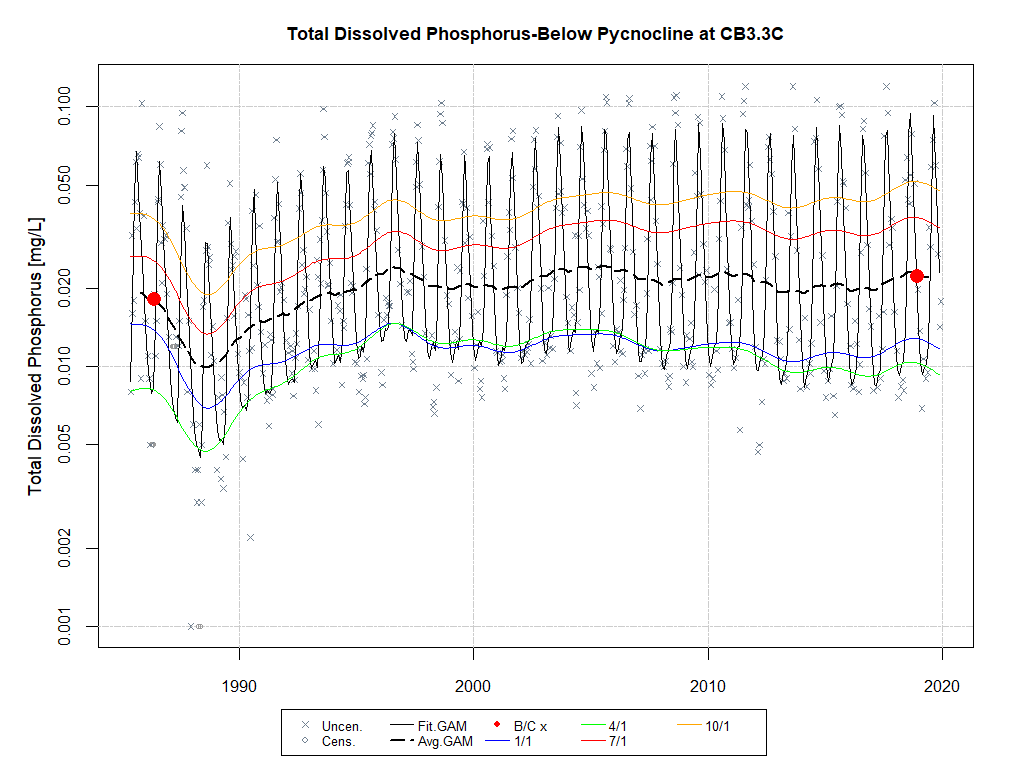 Total Dissolved Phosphorus-Below Pycnocline at CB3.3C
Total Dissolved Phosphorus [mg/L]
0.100
0.050
0.020
0.010
0.005
0.002
0.001
1990 2000 2010 2020
Uncen. Fit.GAM B/C x 4/1 10/1
Cens. Avg.GAM 1/1 7/1